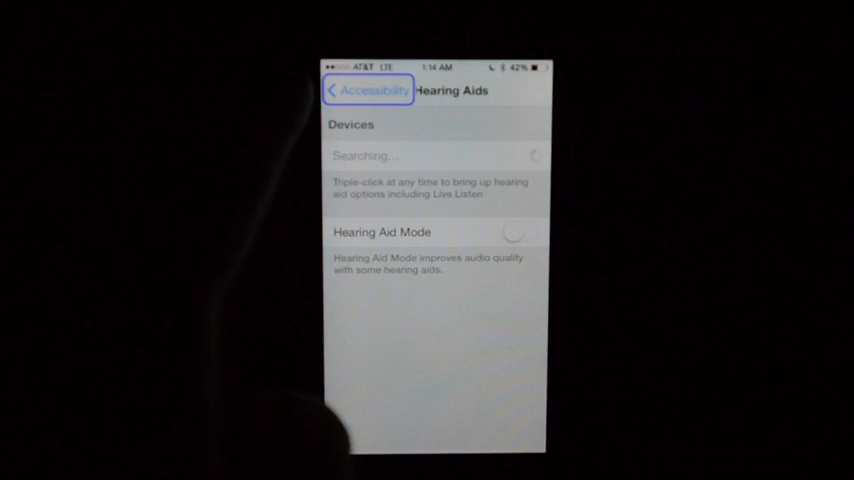 AT&T LTE 1:14 AM 42%
Accessibility Hearing Aids
Devices
Searching...
Triple-click at any time to bring up hearing
aid options including Live Listen
Hearing Aid Mode
Hearing Aid Mode improves audio quality
with some hearing aids.